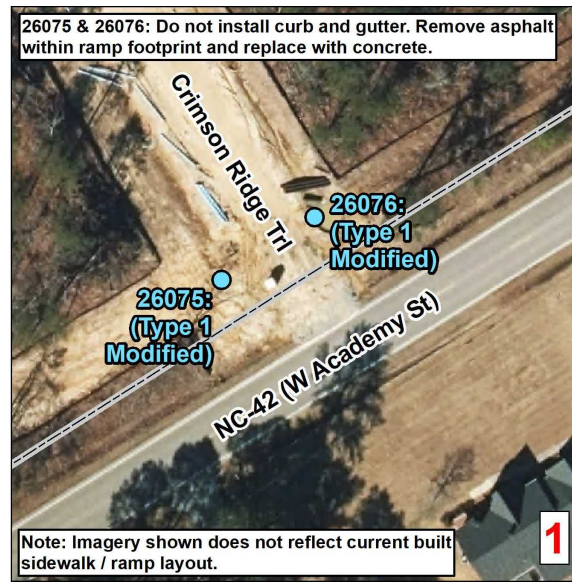 26075 & 26076: Do not install curb and gutter. Remove asphalt
within ramp footprint and replace with concrete.
Crimson Ridge Trl
26076:
(Type 1
Modified)
26075:
(Type 1
Modified)
NC-42 (W Academy St)
Note: Imagery shown does not reflect current built
sidewalk / ramp layout.
1